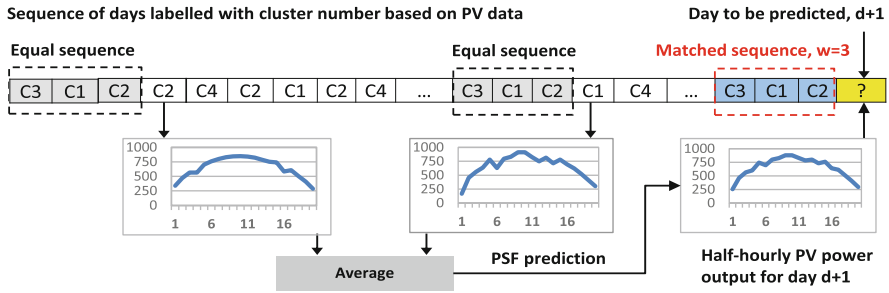 Sequence of days labelled with cluster number based on PV data
Day to be predicted, d+1
Equal sequence
Equal sequence
Matched sequence, w=3
C3 C1 C2 C2 C4 C2 C1 C2 C4 ... C3 C1 C2 C1 C4 ... C3 C1 C2 ?
1000
750
500
250
0
1 6 11 16
1000
750
500
250
0
1 6 11 16
1000
750
500
250
0
1 6 11 16
Average
PSF prediction
Half-hourly PV power
output for day d+1